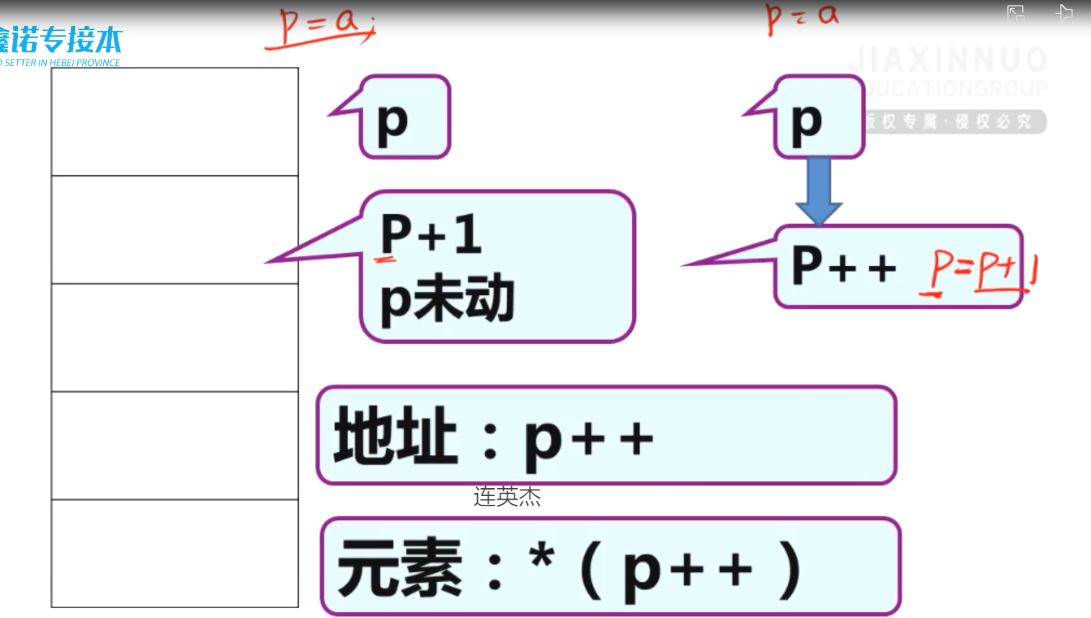 p=a;
p=a
鑫诺专接本
D SETTER IN HEBEI PROVINCE
JIAXINNUO
EDUCATIONGROUP
版权专属·侵权必究
p
p
P+1
p未动
P++
p=p+1
地址：p++
连英杰
元素：*（p++）